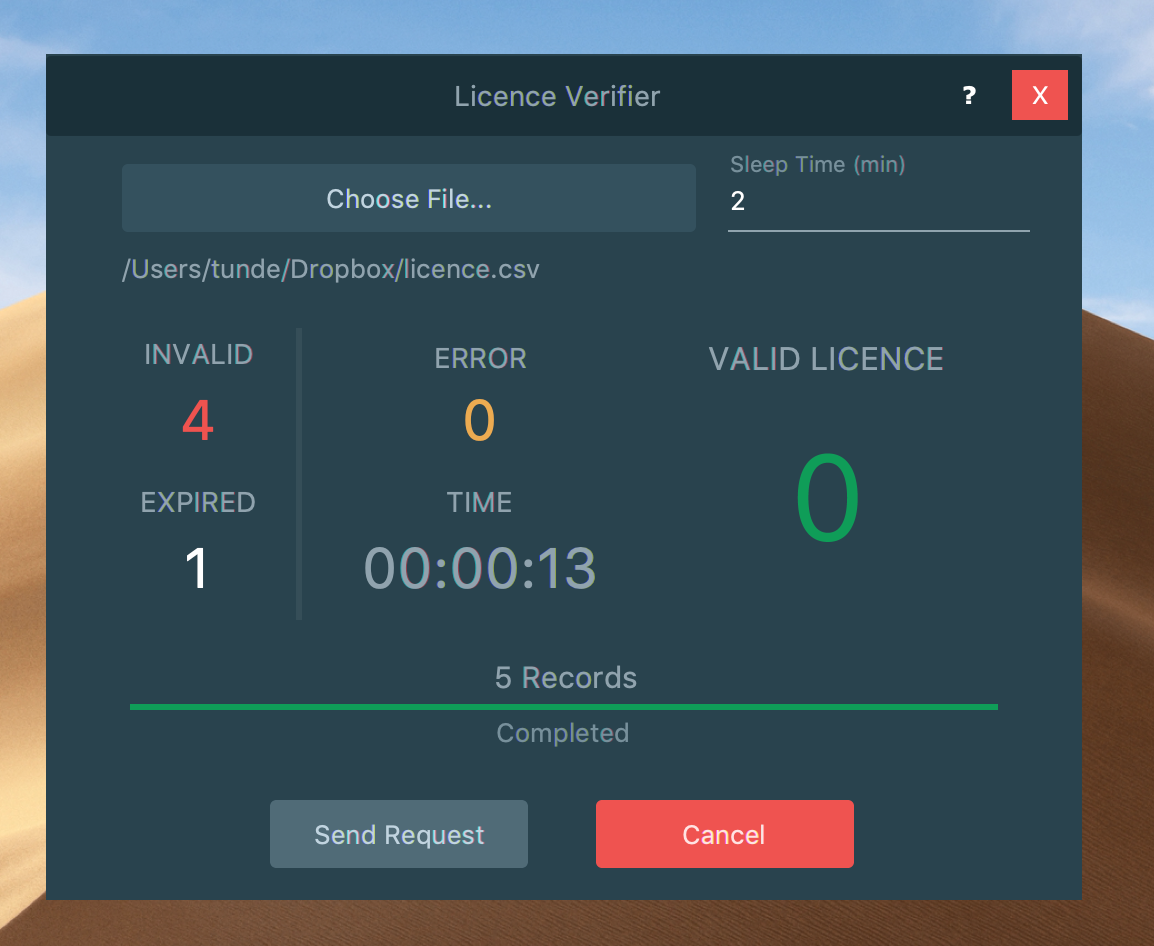 Licence Verifier
?
X
Choose File...
Sleep Time (min)
2
/Users/tunde/Dropbox/licence.csv
INVALID
4
EXPIRED
1
ERROR
0
TIME
00:00:13
VALID LICENCE
0
5 Records
Completed
Send Request
Cancel